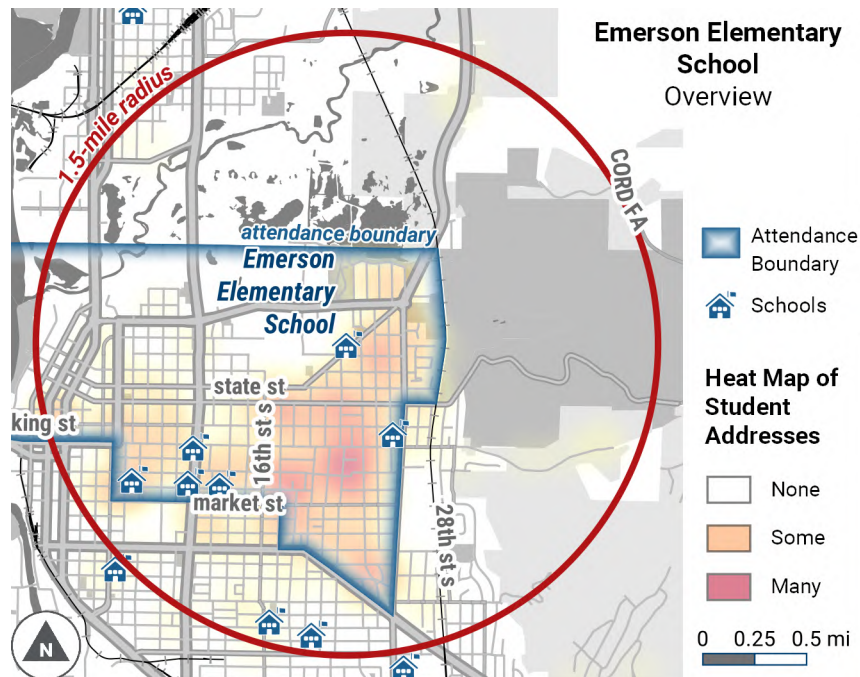 Emerson Elementary
School
Overview
1.5-mile radius
CORD FA
attendance boundary
Emerson
Elementary
School
state st
king st
16th st s
market st
28th st s
N
Attendance
Boundary
Schools
Heat Map of
Student
Addresses
None
Some
Many
0 0.25 0.5 mi